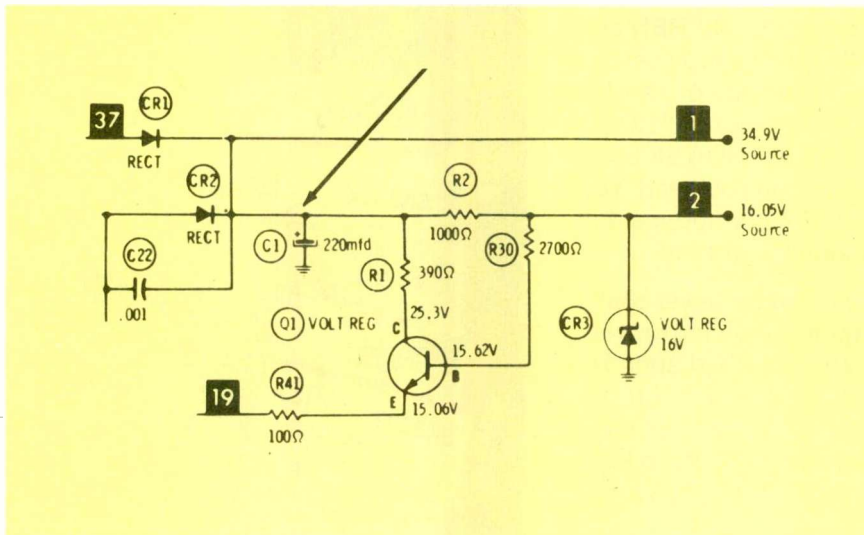 37
CR1
RECT
1
34.9V
Source
CR2
RECT
R2
1000Ω
2
16.05V
Source
C22
.001
C1
+
220mfd
R1
390Ω
R30
2700Ω
25.3V
Q1 VOLT REG
C
15.62V
B
E
15.06V
CR3
VOLT REG
16V
19
R41
100Ω